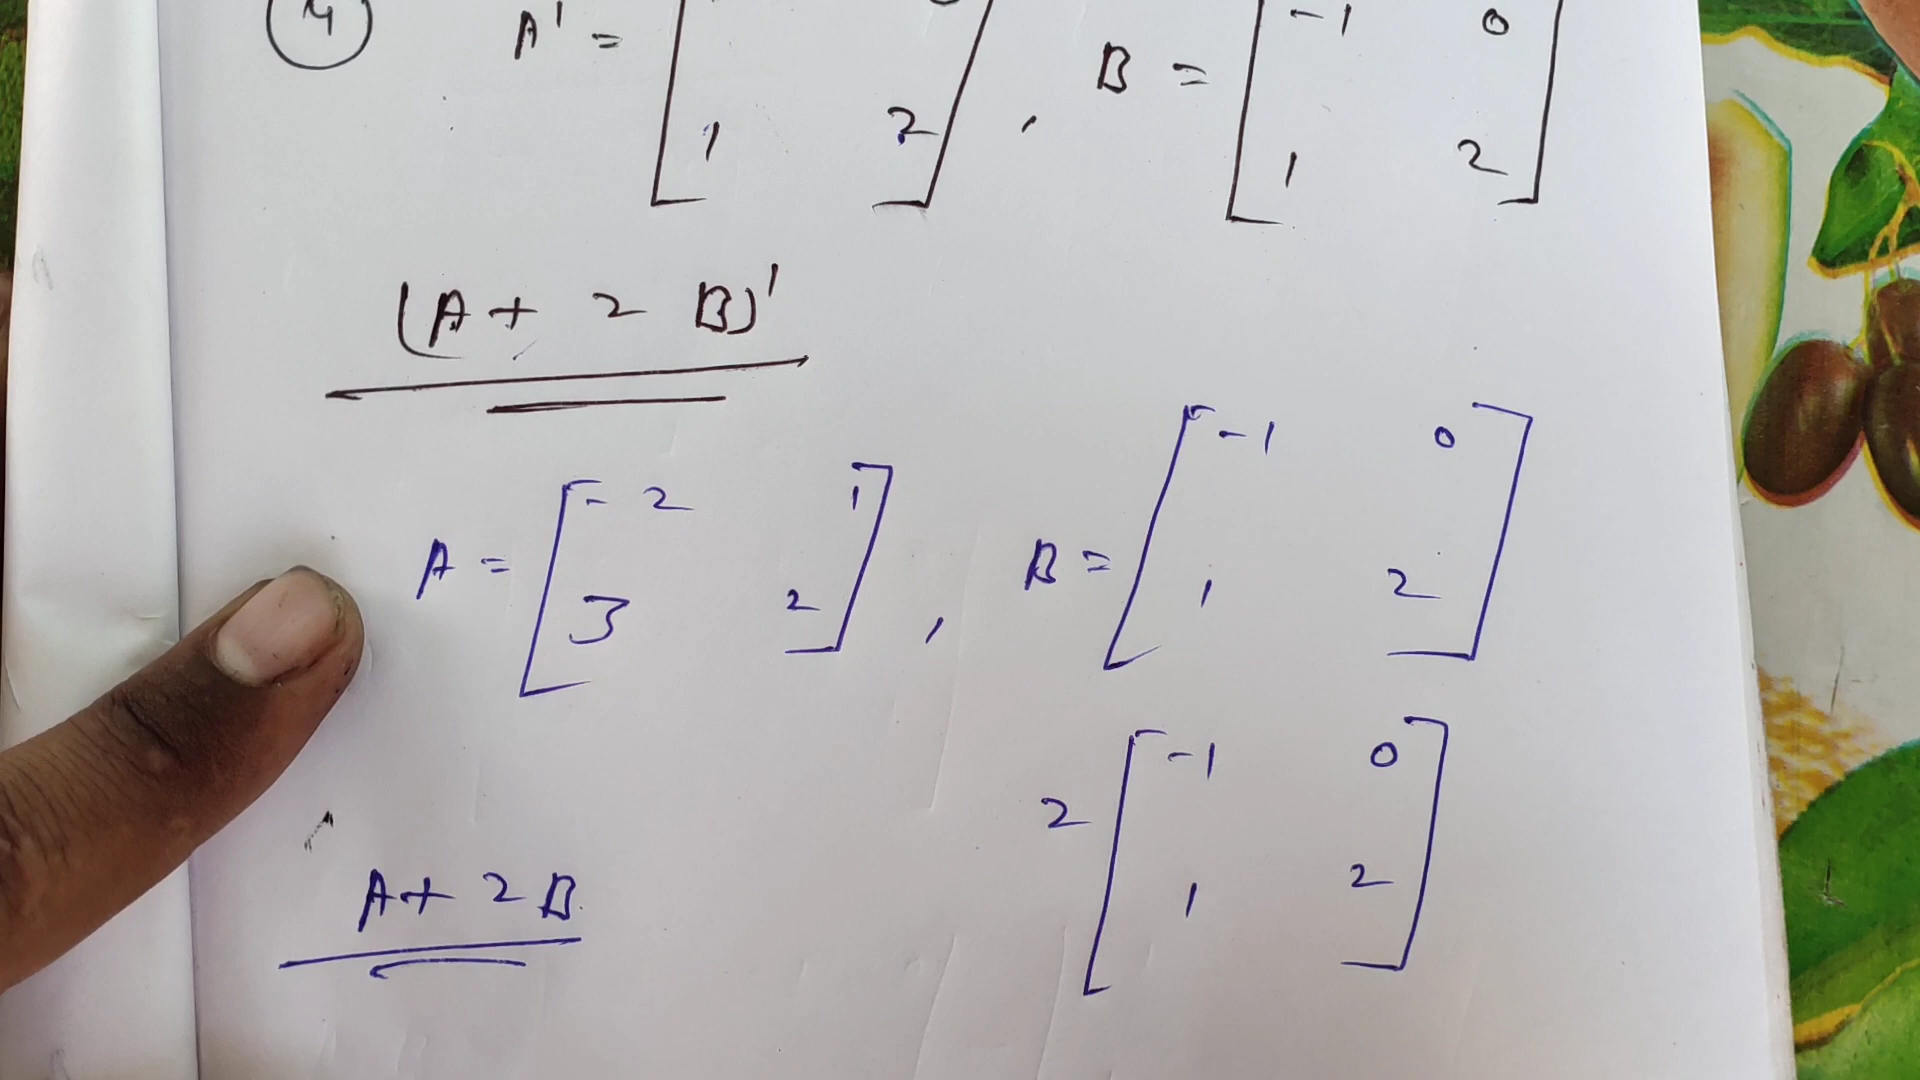 4 A' = [ 1 2 ] , B = [ -1 0
1 2 ]
(A + 2 B)'
A = [ -2 1
3 2 ] , B = [ -1 0
1 2 ]
2 [ -1 0
1 2 ]
A + 2 B